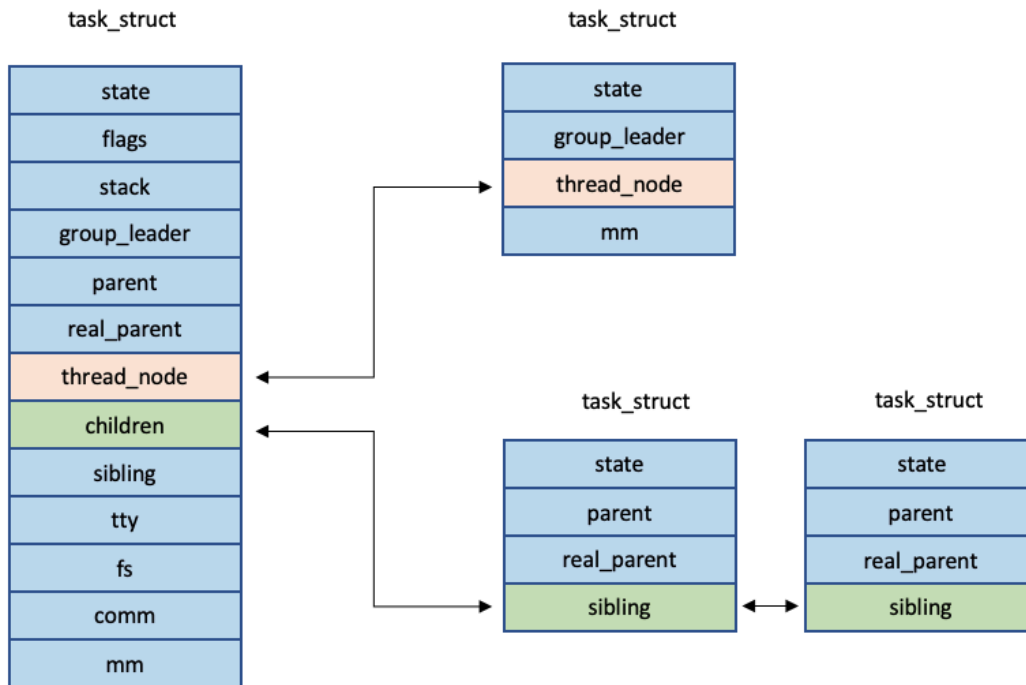 task_struct
state
flags
stack
group_leader
parent
real_parent
thread_node
children
sibling
tty
fs
comm
mm
task_struct
state
group_leader
thread_node
mm
task_struct
state
parent
real_parent
sibling
task_struct
state
parent
real_parent
sibling